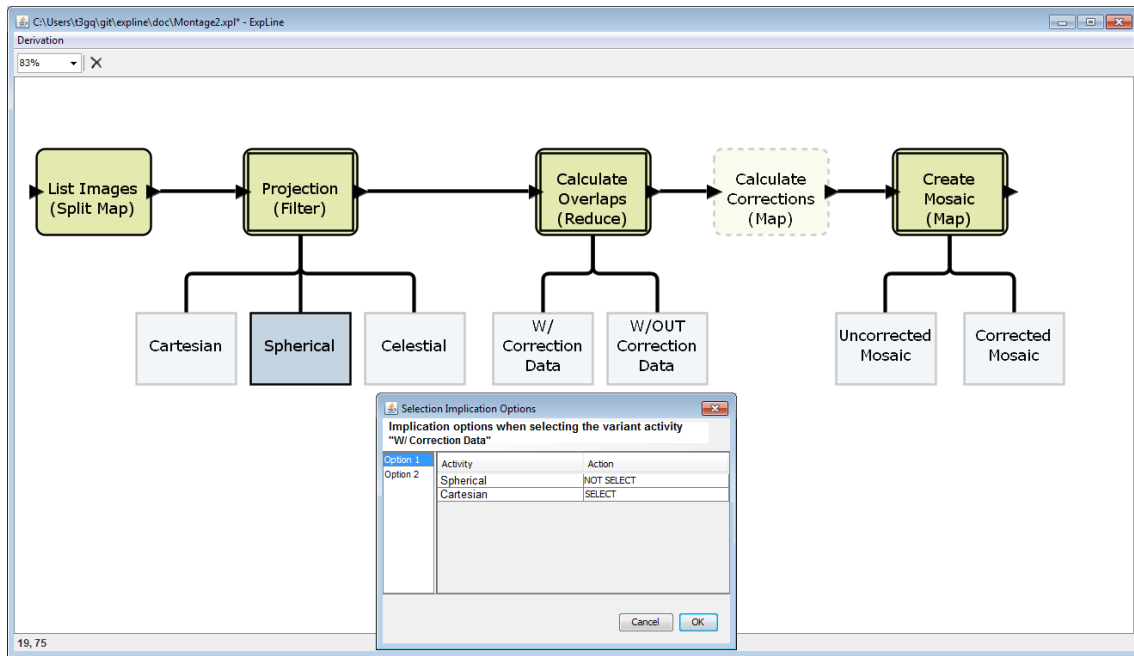 C:\Users\t3gq\git\expline\doc\Montage2.xpl* - ExpLine
Derivation
83%
List Images
(Split Map)
Projection
(Filter)
Calculate
Overlaps
(Reduce)
Calculate
Corrections
(Map)
Create
Mosaic
(Map)
Cartesian
Spherical
Celestial
W/
Correction
Data
W/OUT
Correction
Data
Uncorrected
Mosaic
Corrected
Mosaic
Selection Implication Options
Implication options when selecting the variant activity
"W/ Correction Data"
Option 1
Option 2
Activity Action
Spherical NOT SELECT
Cartesian SELECT
Cancel OK
19, 75